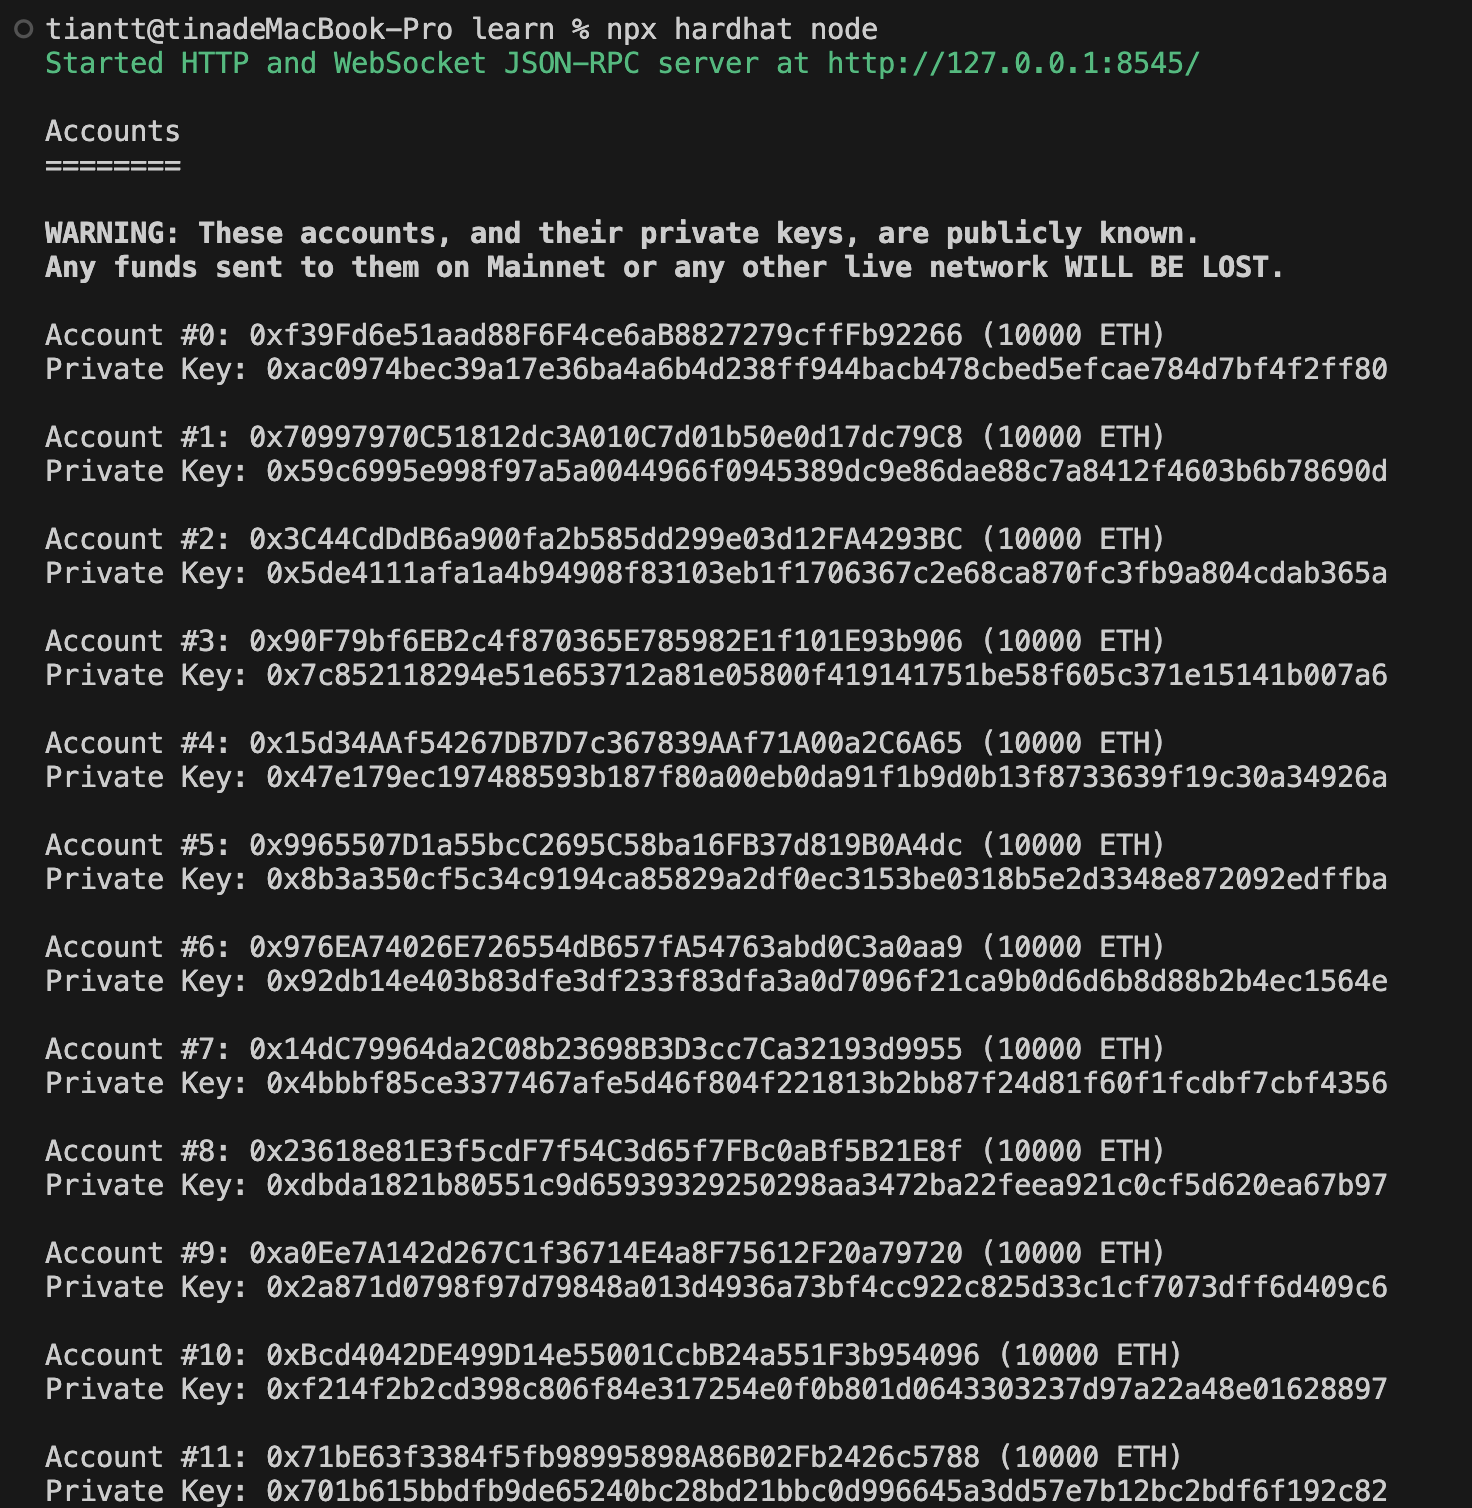 tiantt@tinadeMacBook-Pro learn % npx hardhat node
Started HTTP and WebSocket JSON-RPC server at http://127.0.0.1:8545/
Accounts
========
WARNING: These accounts, and their private keys, are publicly known.
Any funds sent to them on Mainnet or any other live network WILL BE LOST.
Account #0: 0xf39Fd6e51aad88F6F4ce6aB8827279cffFb92266 (10000 ETH)
Private Key: 0xac0974bec39a17e36ba4a6b4d238ff944bacb478cbed5efcae784d7bf4f2ff80
Account #1: 0x70997970C51812dc3A010C7d01b50e0d17dc79C8 (10000 ETH)
Private Key: 0x59c6995e998f97a5a0044966f0945389dc9e86dae88c7a8412f4603b6b78690d
Account #2: 0x3C44CdDdB6a900fa2b585dd299e03d12FA4293BC (10000 ETH)
Private Key: 0x5de4111afa1a4b94908f83103eb1f1706367c2e68ca870fc3fb9a804cdab365a
Account #3: 0x90F79bf6EB2c4f870365E785982E1f101E93b906 (10000 ETH)
Private Key: 0x7c852118294e51e653712a81e05800f419141751be58f605c371e15141b007a6
Account #4: 0x15d34AAf54267DB7D7c367839AAf71A00a2C6A65 (10000 ETH)
Private Key: 0x47e179ec197488593b187f80a00eb0da91f1b9d0b13f8733639f19c30a34926a
Account #5: 0x9965507D1a55bcC2695C58ba16FB37d819B0A4dc (10000 ETH)
Private Key: 0x8b3a350cf5c34c9194ca85829a2df0ec3153be0318b5e2d3348e872092edffba
Account #6: 0x976EA74026E726554dB657fA54763abd0C3a0aa9 (10000 ETH)
Private Key: 0x92db14e403b83dfe3df233f83dfa3a0d7096f21ca9b0d6d6b8d88b2b4ec1564e
Account #7: 0x14dC79964da2C08b23698B3D3cc7Ca32193d9955 (10000 ETH)
Private Key: 0x4bbbf85ce3377467afe5d46f804f221813b2bb87f24d81f60f1fcdbf7cbf4356
Account #8: 0x23618e81E3f5cdF7f54C3d65f7FBc0aBf5B21E8f (10000 ETH)
Private Key: 0xdbda1821b80551c9d65939329250298aa3472ba22feea921c0cf5d620ea67b97
Account #9: 0xa0Ee7A142d267C1f36714E4a8F75612F20a79720 (10000 ETH)
Private Key: 0x2a871d0798f97d79848a013d4936a73bf4cc922c825d33c1cf7073dff6d409c6
Account #10: 0xBcd4042DE499D14e55001CcbB24a551F3b954096 (10000 ETH)
Private Key: 0xf214f2b2cd398c806f84e317254e0f0b801d0643303237d97a22a48e01628897
Account #11: 0x71bE63f3384f5fb98995898A86B02Fb2426c5788 (10000 ETH)
Private Key: 0x701b615bbdfb9de65240bc28bd21bbc0d996645a3dd57e7b12bc2bdf6f192c82